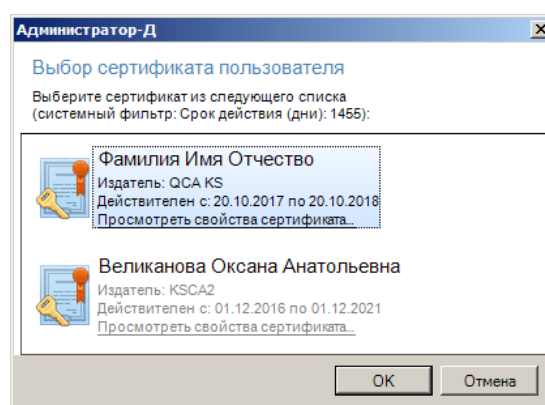 Администратор-Д
Выбор сертификата пользователя
Выберите сертификат из следующего списка
(системный фильтр: Срок действия (дни): 1455):
Фамилия Имя Отчество
Издатель: QCA KS
Действителен с: 20.10.2017 по 20.10.2018
Просмотреть свойства сертификата...
Великанова Оксана Анатольевна
Издатель: KSCA2
Действителен с: 01.12.2016 по 01.12.2021
Просмотреть свойства сертификата...
OK Отмена